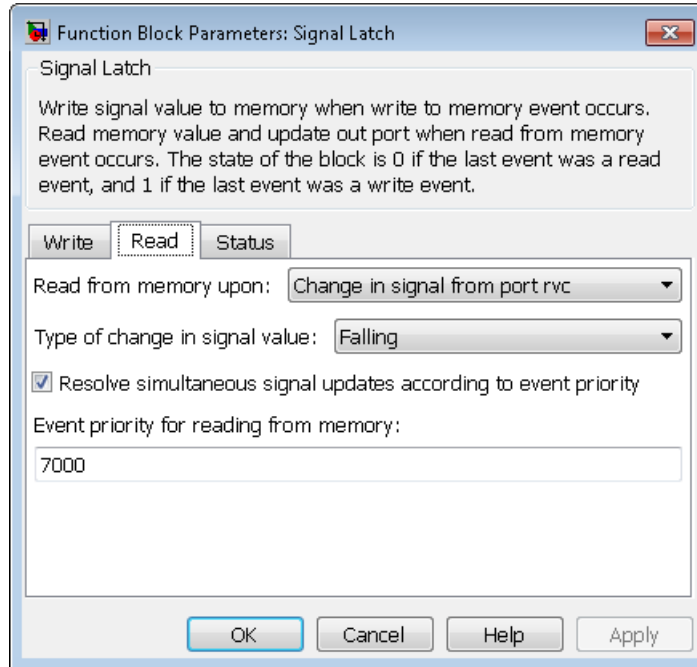 Function Block Parameters: Signal Latch
Signal Latch
Write signal value to memory when write to memory event occurs.
Read memory value and update out port when read from memory
event occurs. The state of the block is 0 if the last event was a read
event, and 1 if the last event was a write event.
Write Read Status
Read from memory upon: Change in signal from port rvc
Type of change in signal value: Falling
Resolve simultaneous signal updates according to event priority
Event priority for reading from memory:
7000
OK Cancel Help Apply